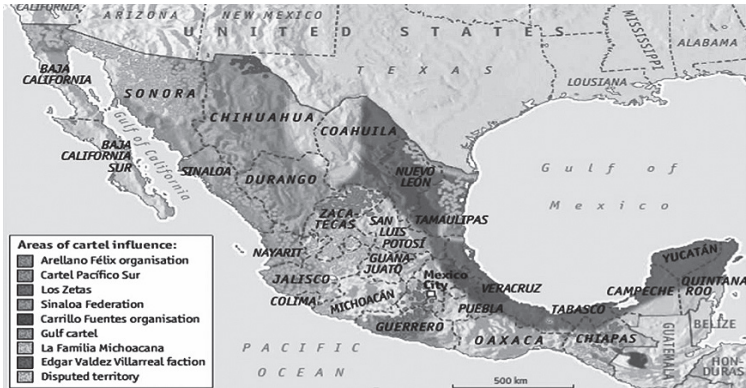 CALIFORNIA
ARIZONA
NEW MEXICO
UNITED STATES
MISSISSIPPI
ALABAMA
TEXAS
LOUSIANA
BAJA
CALIFORNIA
SONORA
CHIHUAHUA
COAHUILA
Gulf of California
BAJA
CALIFORNIA
SUR
SINALOA
DURANGO
NUEVO
LEÓN
Gulf of
Mexico
ZACA-
TECAS
SAN
LUIS
POTOSÍ
TAMAULIPAS
NAYARIT
GUANA-
JUATO
JALISCO
COLIMA
MICHOACÁN
Mexico
City
VERACRUZ
PUEBLA
GUERRERO
OAXACA
TABASCO
CHIAPAS
CAMPECHE
YUCATÁN
QUINTANA
ROO
BELIZE
GUATEMALA
HON-
DURAS
PACIFIC
OCEAN
500 km
Areas of cartel influence:
Arellano Félix organisation
Cartel Pacífico Sur
Los Zetas
Sinaloa Federation
Carrillo Fuentes organisation
Gulf cartel
La Familia Michoacana
Edgar Valdez Villarreal faction
Disputed territory